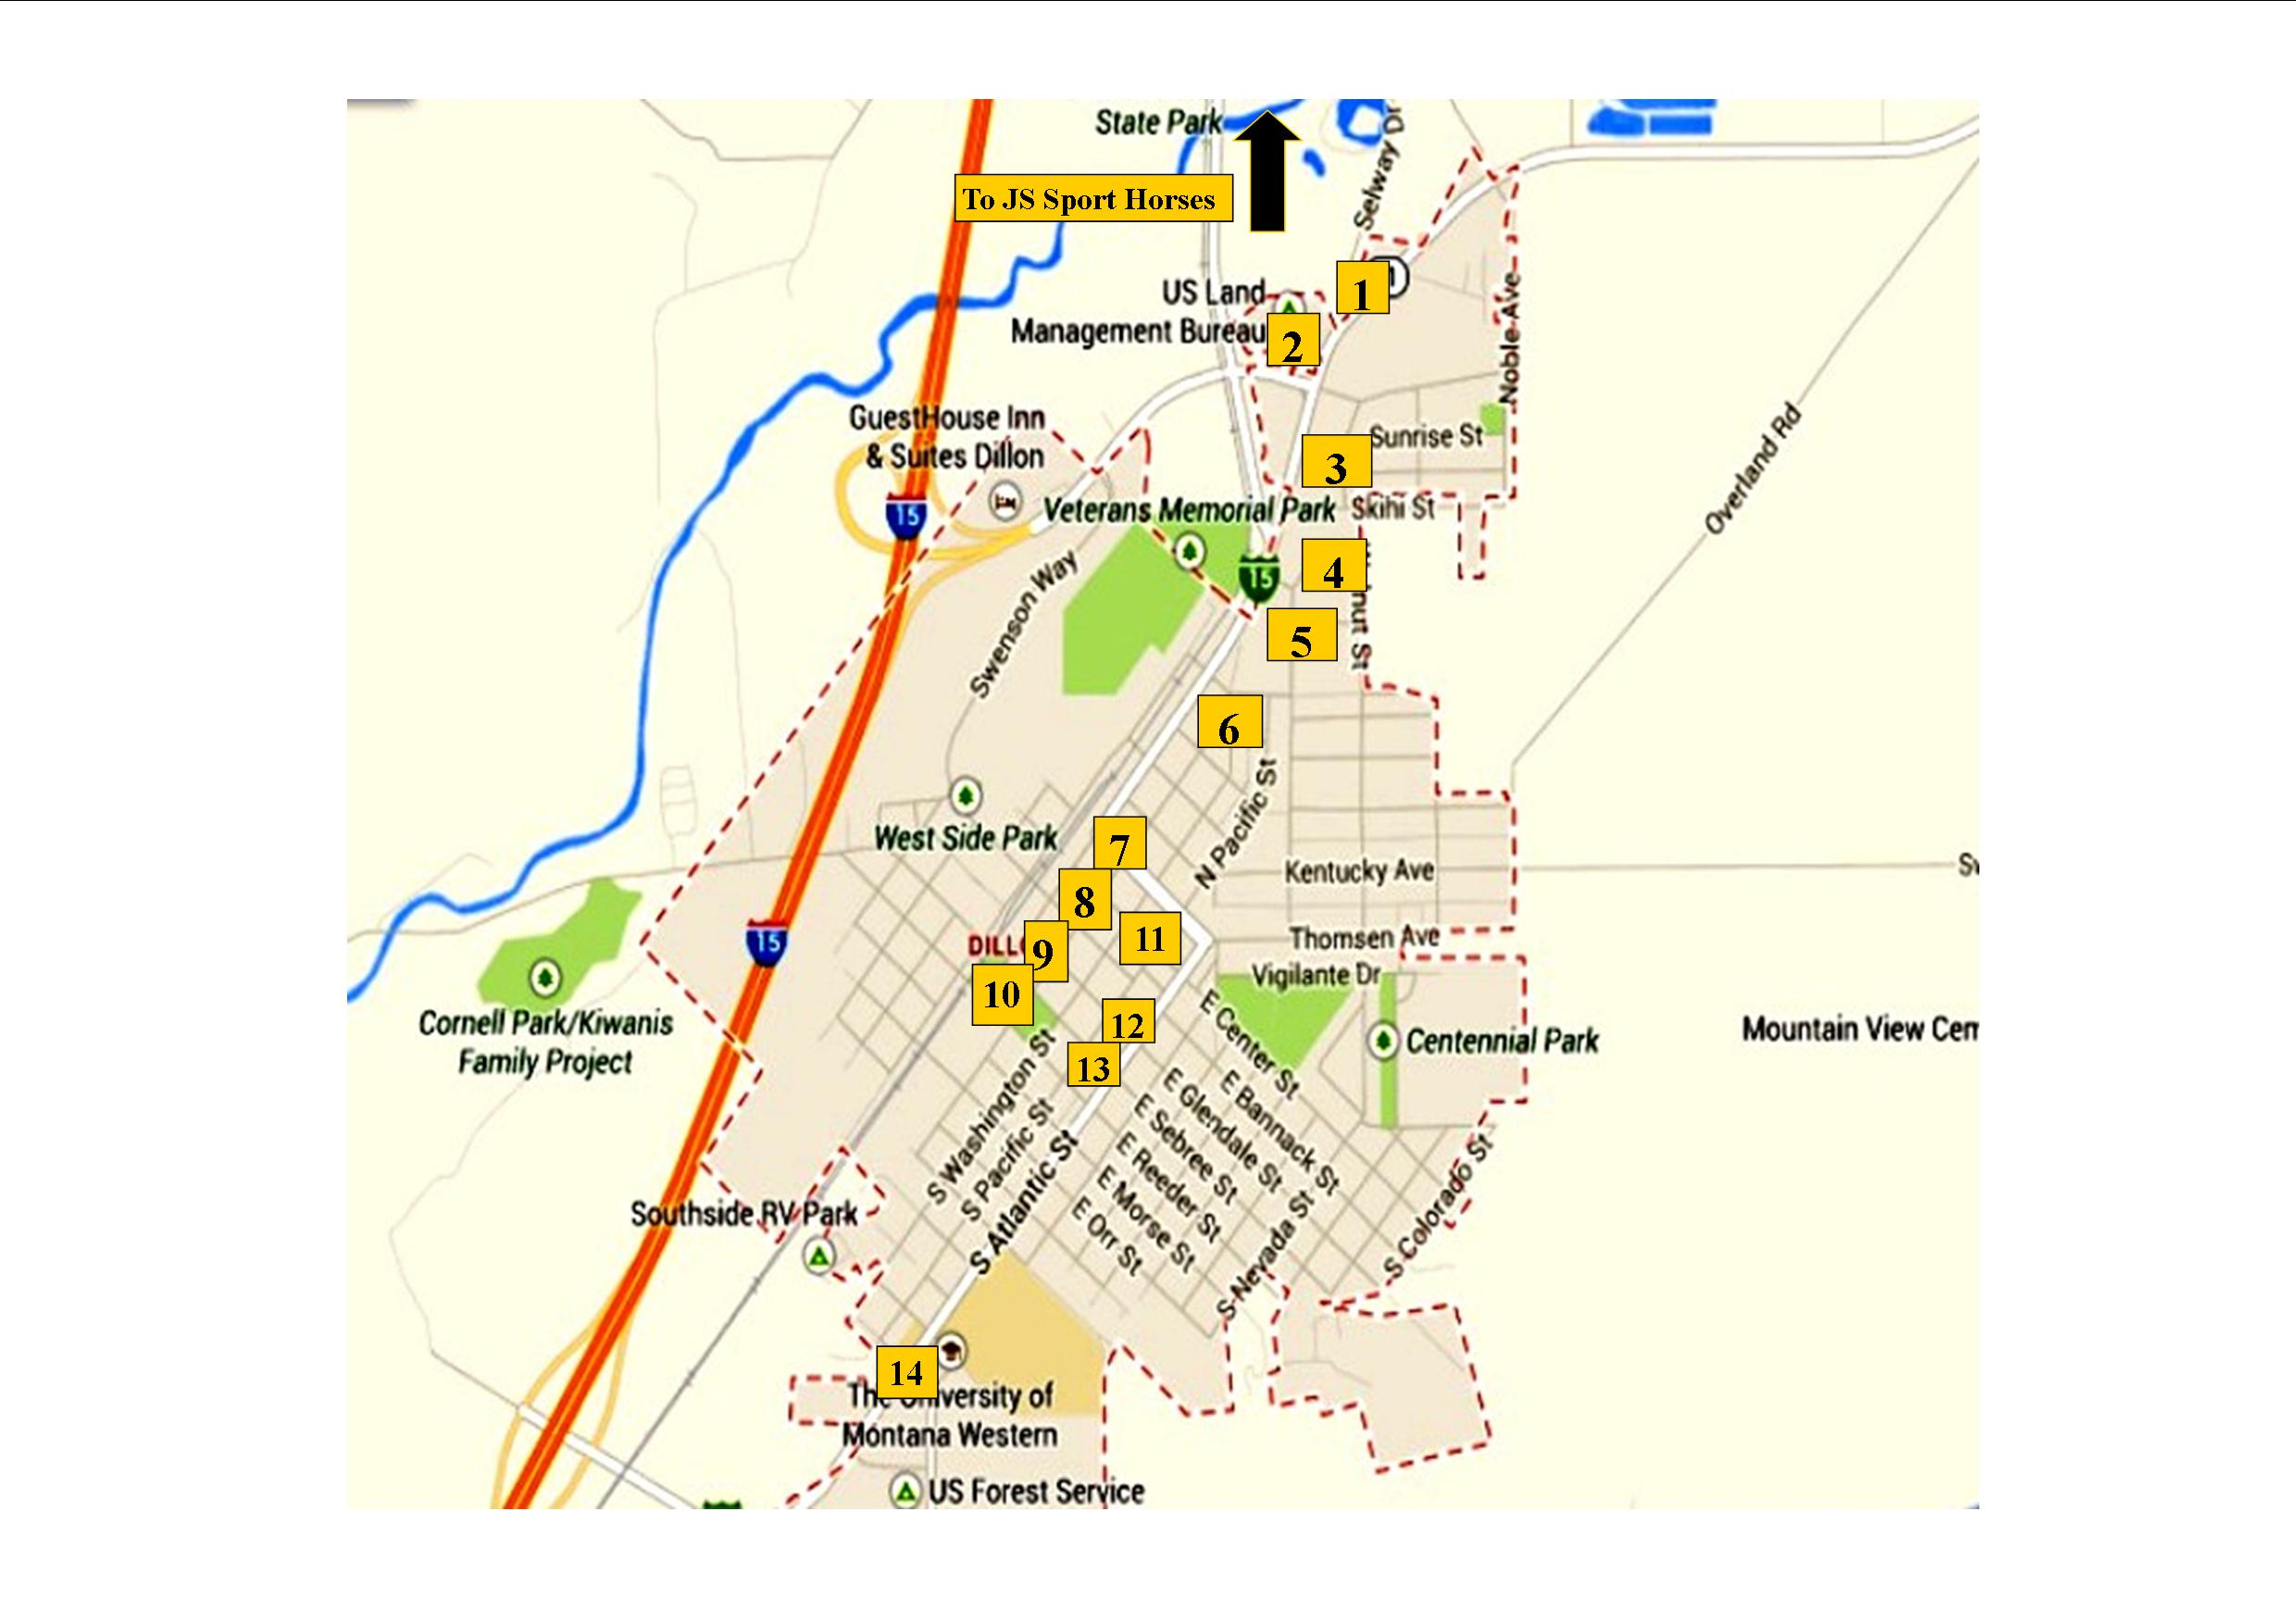 State Park
Selway Dr
To JS Sport Horses
1
US Land
Management Bureau
2
Noble Ave
GuestHouse Inn
& Suites Dillon
Sunrise St
3
Overland Rd
15
Veterans Memorial Park
Skihi St
4
15
Swenson Way
5
St
6
N Pacific St
West Side Park
7
Kentucky Ave
8
15
11
Thomsen Ave
9
Vigilante Dr
10
E Center St
Cornell Park/Kiwanis
Family Project
12
Centennial Park
Mountain View Cem
13
S Washington St
S Pacific St
S Atlantic St
E Bannack St
E Glendale St
E Sebree St
E Reeder St
E Morse St
E Orr St
S Nevada St
St
S Colorado St
Southside RV Park
14
The University of
Montana Western
US Forest Service